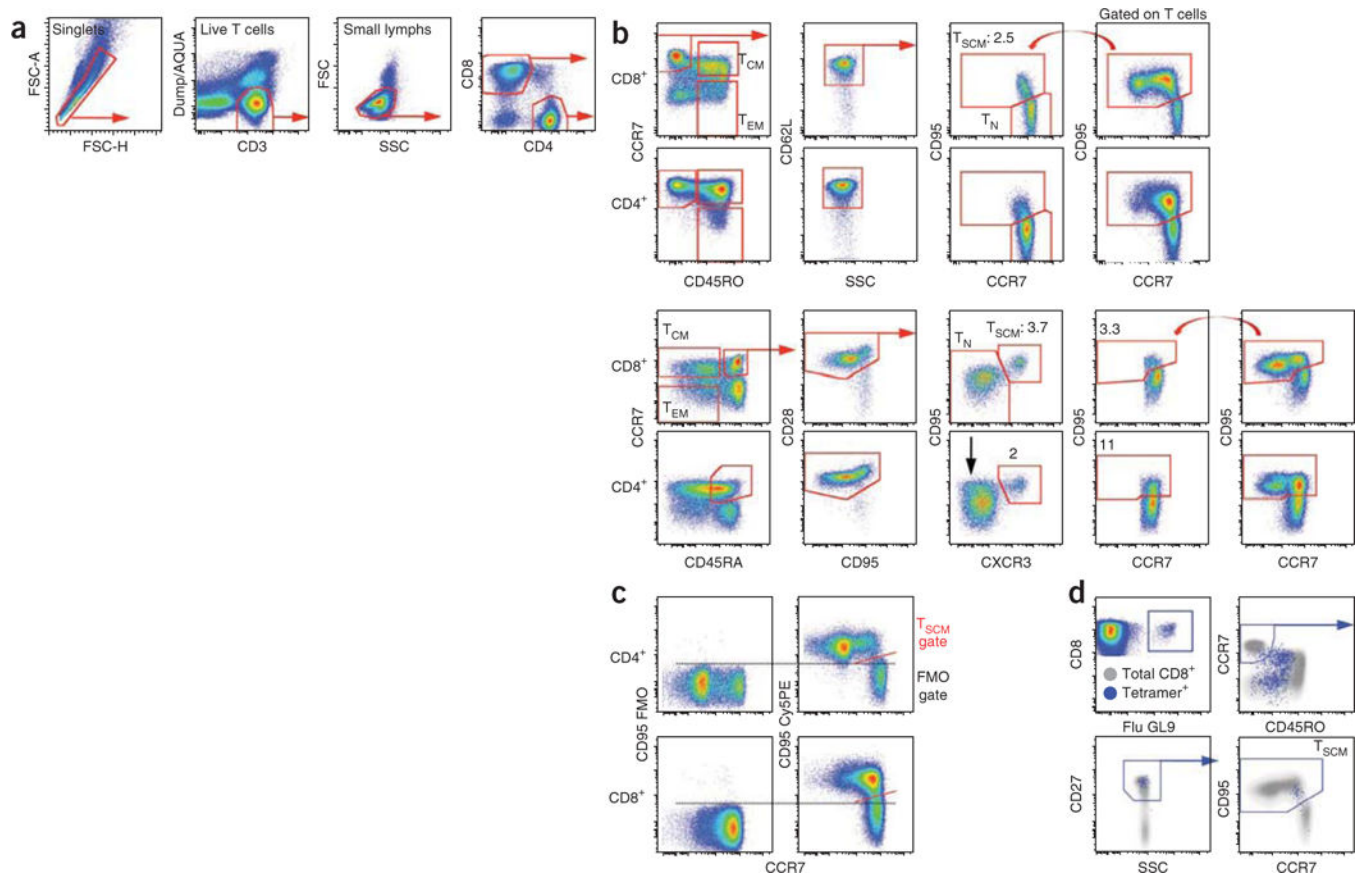 a
Singlets
FSC-A
FSC-H
Live T cells
Dump/AQUA
CD3
Small lymphs
FSC
SSC
CD8
CD4
b
Gated on T cells
CD8+
CCR7
TCM
TEM
CD62L
CD95
TSCM: 2.5
TN
CD95
CD4+
CD45RO
SSC
CCR7
CCR7
CD8+
CCR7
TCM
TEM
CD28
CD95
TN
TSCM: 3.7
CD95
3.3
CD95
CD4+
2
11
CD45RA
CD95
CXCR3
CCR7
CCR7
c
CD4+
CD95 FMO
CD95 Cy5PE
TSCM
gate
FMO
gate
CD8+
CCR7
d
CD8
Total CD8+
Tetramer+
Flu GL9
CCR7
CD45RO
CD27
SSC
CD95
TSCM
CCR7